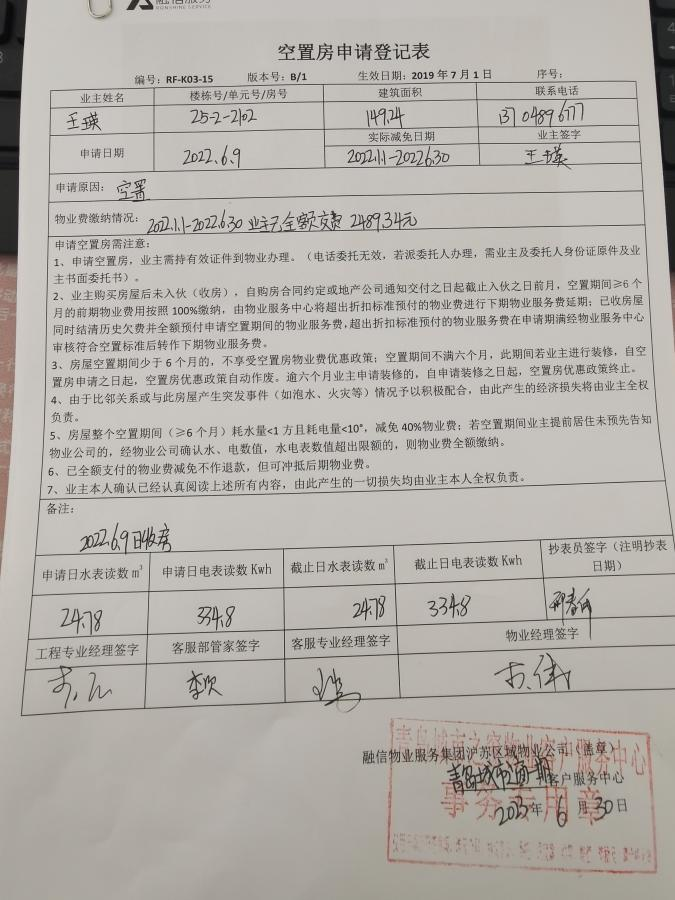 融信服务
RONSHINE SERVICE
空置房申请登记表
编号：RF-K03-15 版本号：B/1 生效日期：2019 年 7 月 1 日 序号：
业主姓名 楼栋号/单元号/房号 建筑面积 联系电话
王瑛 25-2-2102 149.24 13704896777
实际减免日期 业主签字
申请日期 2022.6.9 2022.1.1-2022.6.30 王瑛
申请原因： 空置
物业费缴纳情况： 2022.1.1-2022.6.30 业主已全额交费 2489.34元
申请空置房需注意：
1、申请空置房，业主需持有效证件到物业办理。（电话委托无效，若派委托人办理，需业主及委托人身份证原件及业
主书面委托书）。
2、业主购买房屋后未入伙（收房），自购房合同约定或地产公司通知交付之日起截止入伙之日前月，空置期间≥6 个
月的前期物业费用按照 100%缴纳，由物业服务中心将超出折扣标准预付的物业费进行下期物业服务费延期；已收房屋
同时结清历史欠费并全额预付申请空置期间的物业服务费，超出折扣标准预付的物业服务费在申请期满经物业服务中心
审核符合空置标准后转作下期物业服务费。
3、房屋空置期间少于 6 个月的，不享受空置房物业费优惠政策；空置期间不满六个月，此期间若业主进行装修，自空
置房申请之日起，空置房优惠政策自动作废。逾六个月业主申请装修的，自申请装修之日起，空置房优惠政策终止。
4、由于比邻关系或与此房屋产生突发事件（如泡水、火灾等）情况予以积极配合，由此产生的经济损失将由业主全权
负责。
5、房屋整个空置期间（≥6 个月）耗水量<1 方且耗电量<10°，减免 40%物业费；若空置期间业主提前居住未预先告知
物业公司的，经物业公司确认水、电数值，水电表数值超出限额的，则物业费全额缴纳。
6、已全额支付的物业费减免不作退款，但可冲抵后期物业费。
7、业主本人确认已经认真阅读上述所有内容，由此产生的一切损失均由业主本人全权负责。
备注：
2022.6.9日收房
申请日水表读数 m³ 申请日电表读数 Kwh 截止日水表读数 m³ 截止日电表读数 Kwh 抄表员签字（注明抄表
日期）
24.78 334.8 24.78 334.8
工程专业经理签字 客服部管家签字 客服专业经理签字 物业经理签字
融信物业服务集团沪苏区域物业公司（盖章）
青岛城市之窗物业客户服务中心
客户服务中心
事务专用章
2023年 6 月 30 日